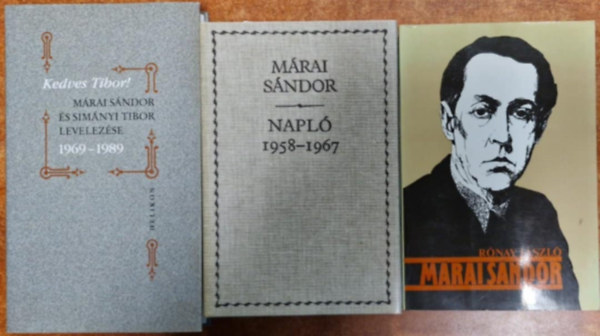 Kedves Tibor!
MÁRAI SÁNDOR
ÉS SIMÁNYI TIBOR
LEVELEZÉSE
1969–1989
HELIKON
MÁRAI
SÁNDOR
NAPLÓ
1958–1967
RÓNAY LÁSZLÓ
MÁRAI SÁNDOR